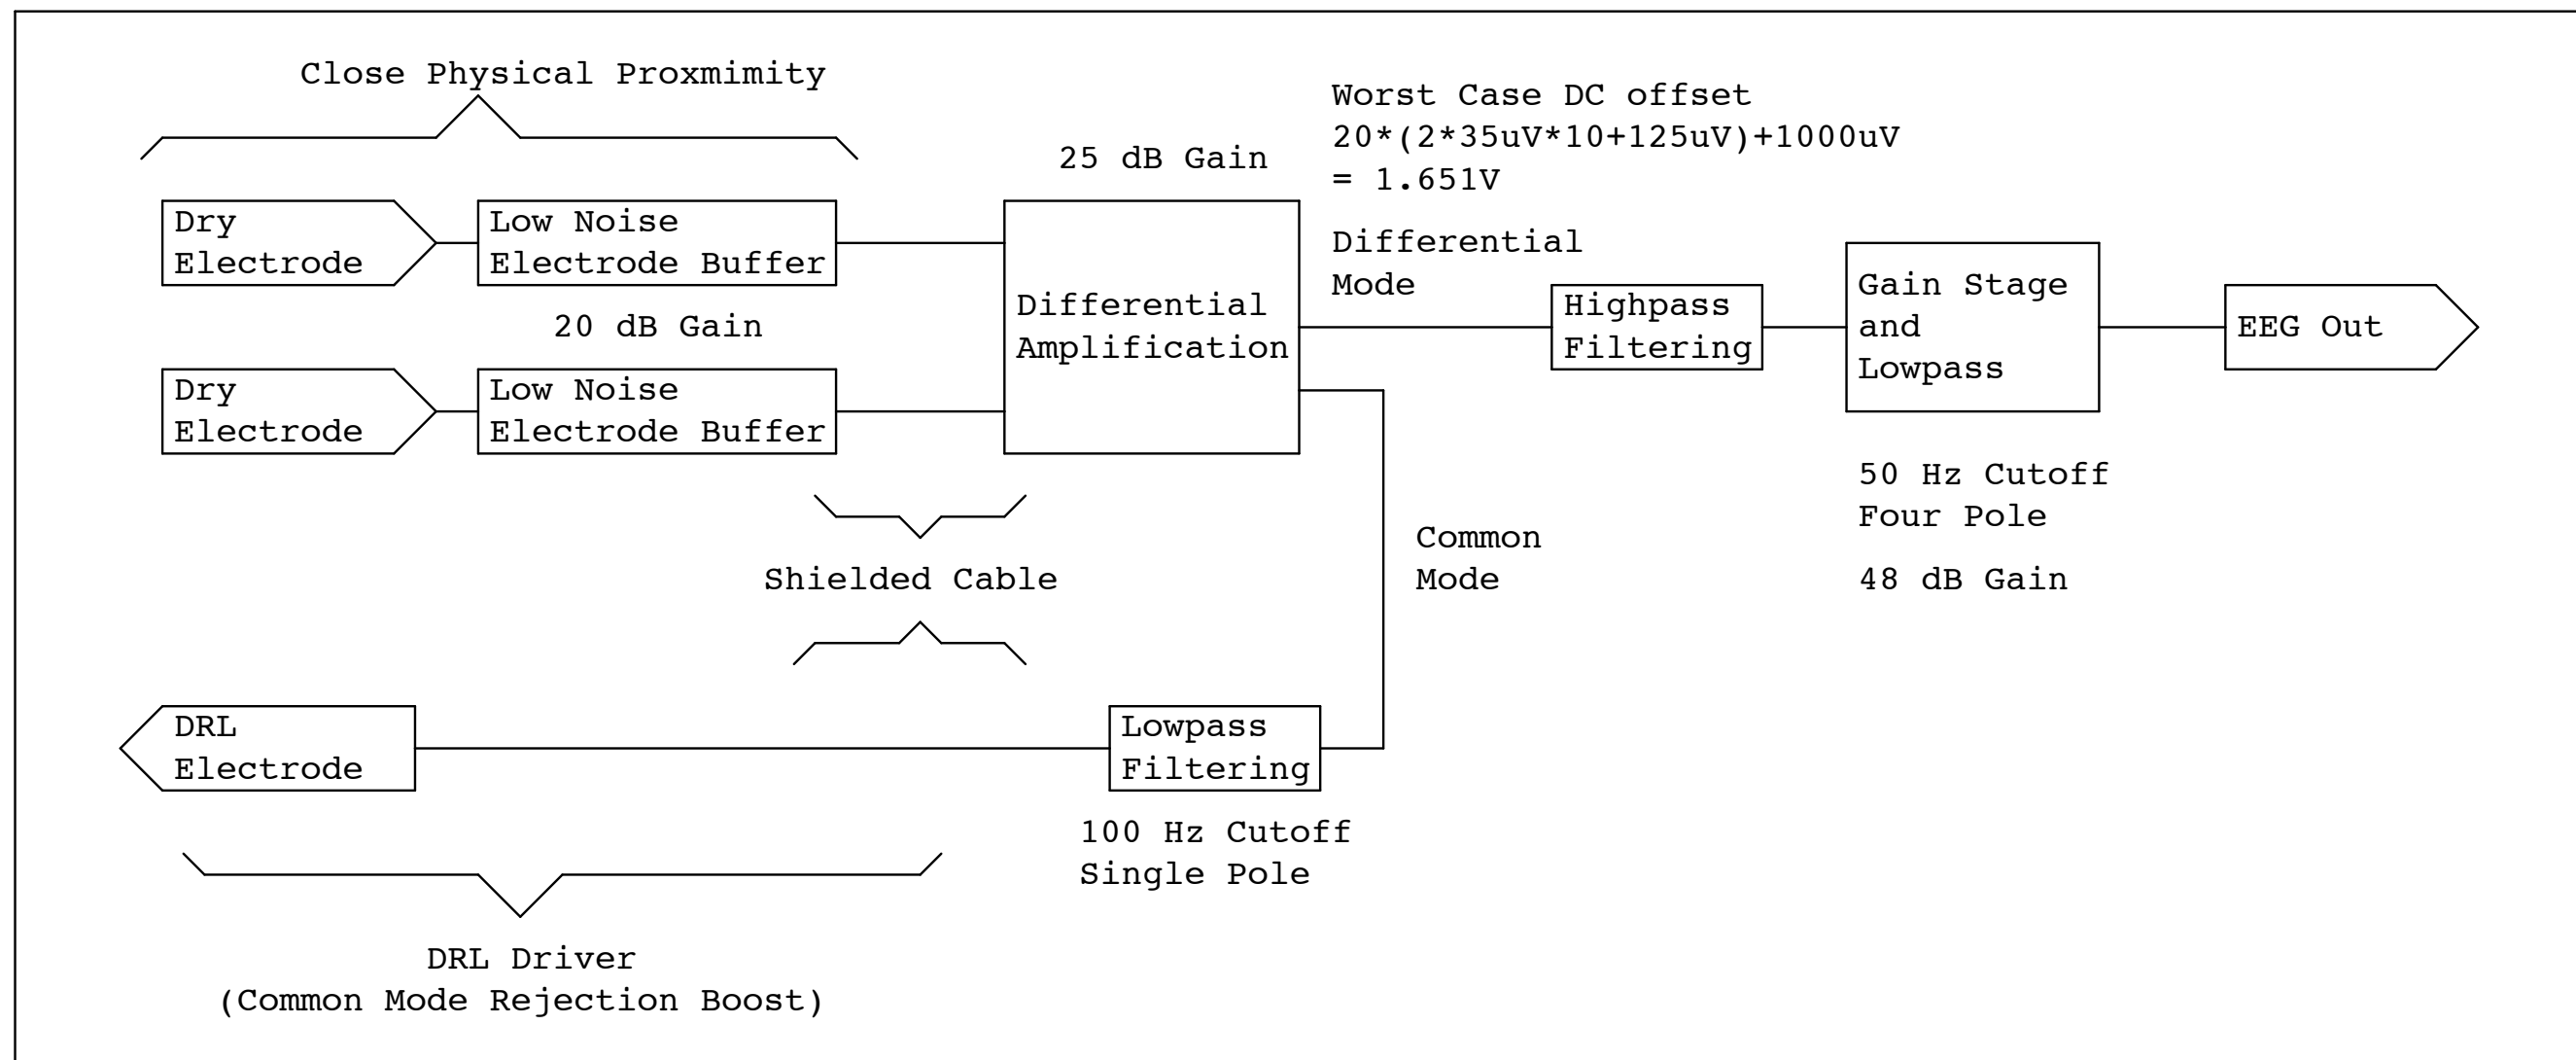 Close Physical Proxmimity
Worst Case DC offset
20*(2*35uV*10+125uV)+1000uV
= 1.651V
25 dB Gain
Dry
Electrode
Low Noise
Electrode Buffer
20 dB Gain
Dry
Electrode
Low Noise
Electrode Buffer
Differential
Amplification
Differential
Mode
Highpass
Filtering
Gain Stage
and
Lowpass
EEG Out
50 Hz Cutoff
Four Pole
48 dB Gain
Common
Mode
Shielded Cable
DRL
Electrode
Lowpass
Filtering
100 Hz Cutoff
Single Pole
DRL Driver
(Common Mode Rejection Boost)